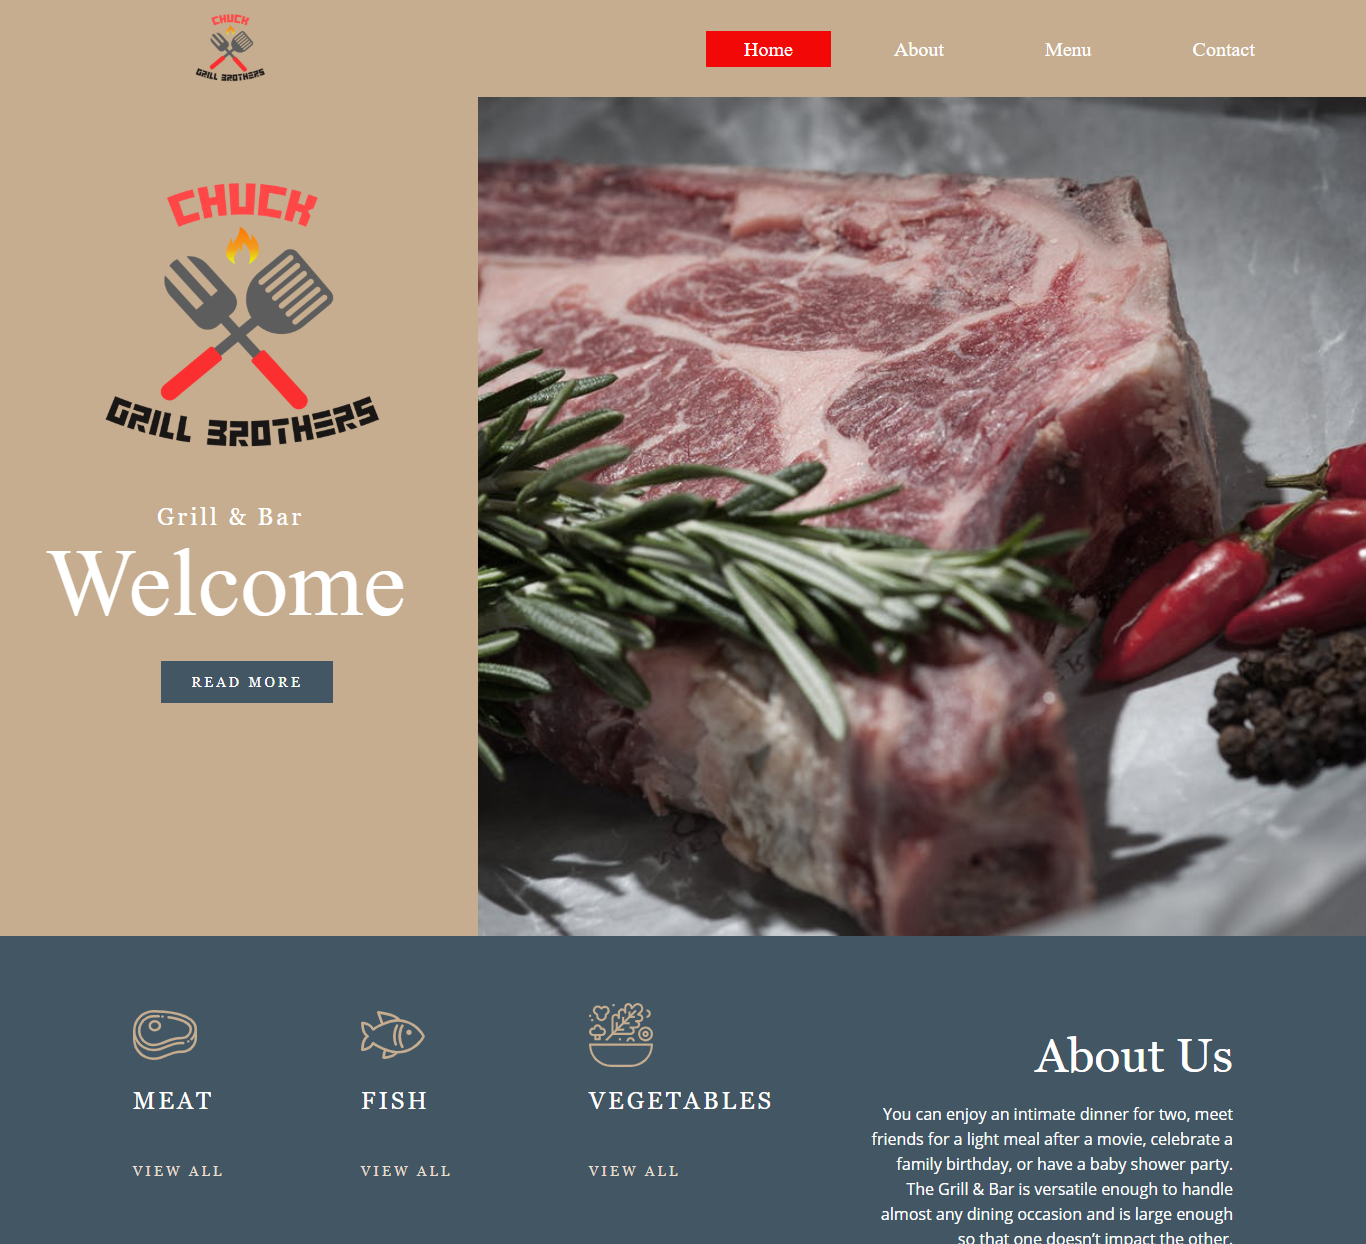 CHUCK
GRILL BROTHERS
Home
About
Menu
Contact
CHUCK
GRILL BROTHERS
Grill & Bar
Welcome
READ MORE
MEAT
VIEW ALL
FISH
VIEW ALL
VEGETABLES
VIEW ALL
About Us
You can enjoy an intimate dinner for two, meet
friends for a light meal after a movie, celebrate a
family birthday, or have a baby shower party.
The Grill & Bar is versatile enough to handle
almost any dining occasion and is large enough
so that one doesn’t impact the other.